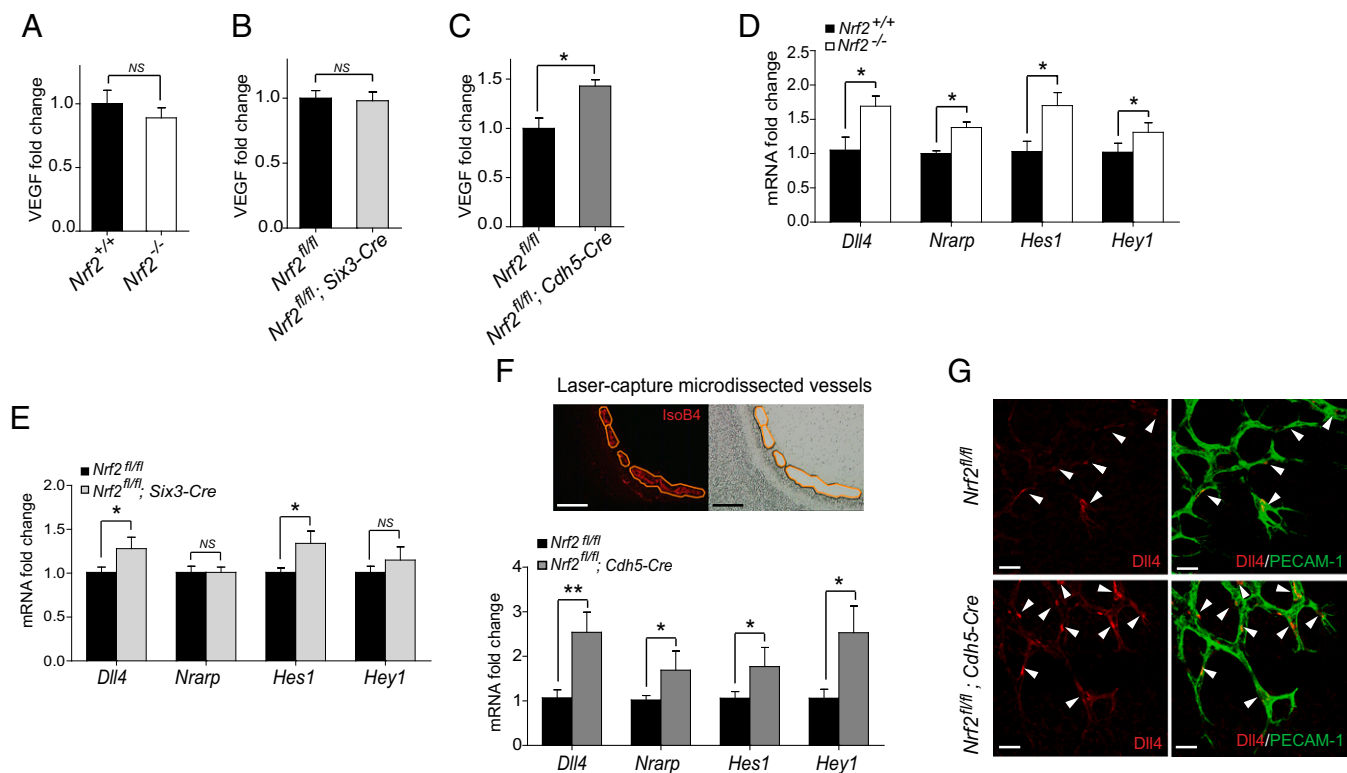 A
NS
VEGF fold change
1.0
0.5
0.0
Nrf2+/+
Nrf2-/-
B
NS
VEGF fold change
1.0
0.5
0.0
Nrf2fl/fl
Nrf2fl/fl; Six3-Cre
C
*
VEGF fold change
1.5
1.0
0.5
0.0
Nrf2fl/fl
Nrf2fl/fl; Cdh5-Cre
D
Nrf2+/+
Nrf2-/-
mRNA fold change
2.0
1.5
1.0
0.5
0.0
*
*
*
*
Dll4 Nrarp Hes1 Hey1
E
Nrf2 fl/fl
Nrf2fl/fl; Six3-Cre
mRNA fold change
2.0
1.5
1.0
0.5
0.0
*
NS
*
NS
Dll4 Nrarp Hes1 Hey1
F
Laser-capture microdissected vessels
IsoB4
Nrf2 fl/fl
Nrf2fl/fl; Cdh5-Cre
mRNA fold change
4
3
2
1
0
**
*
*
*
Dll4 Nrarp Hes1 Hey1
G
Nrf2fl/fl
Dll4
Dll4/PECAM-1
Nrf2fl/fl ; Cdh5-Cre
Dll4
Dll4/PECAM-1